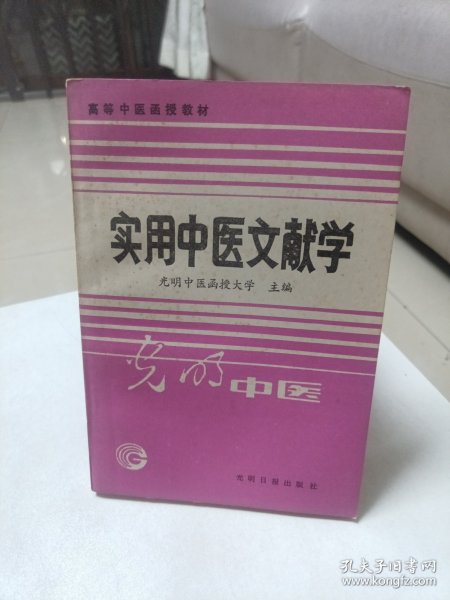 高等中医函授教材
实用中医文献学
光明中医函授大学 主编
光明中医
光明日报出版社
孔夫子旧书网
www.kongfz.com